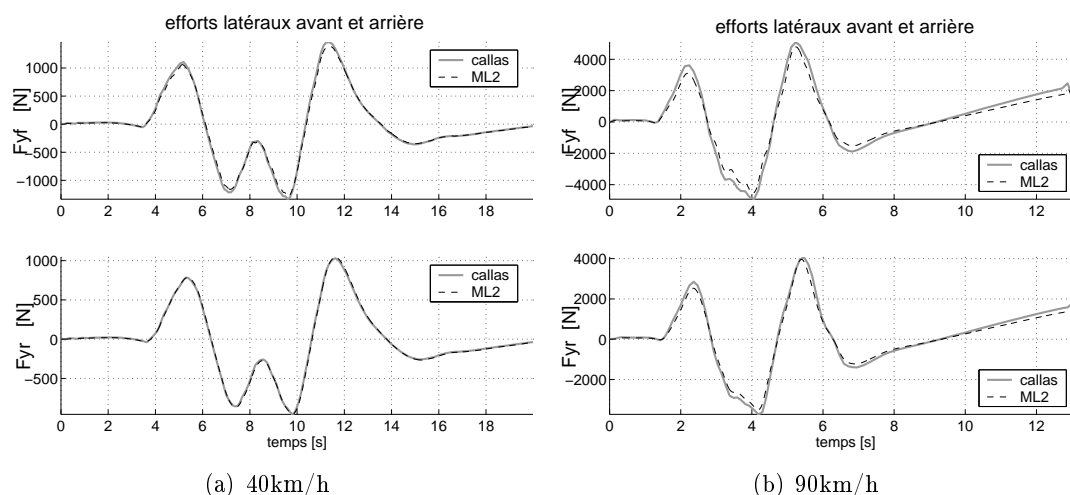 efforts latéraux avant et arrière
1000
500
0
−500
−1000
Fyf [N]
callas
ML2
0 2 4 6 8 10 12 14 16 18
1000
500
0
−500
Fyr [N]
callas
ML2
0 2 4 6 8 10 12 14 16 18
temps [s]
(a) 40km/h
efforts latéraux avant et arrière
4000
2000
0
−2000
−4000
Fyf [N]
callas
ML2
0 2 4 6 8 10 12
4000
2000
0
−2000
Fyr [N]
callas
ML2
0 2 4 6 8 10 12
temps [s]
(b) 90km/h